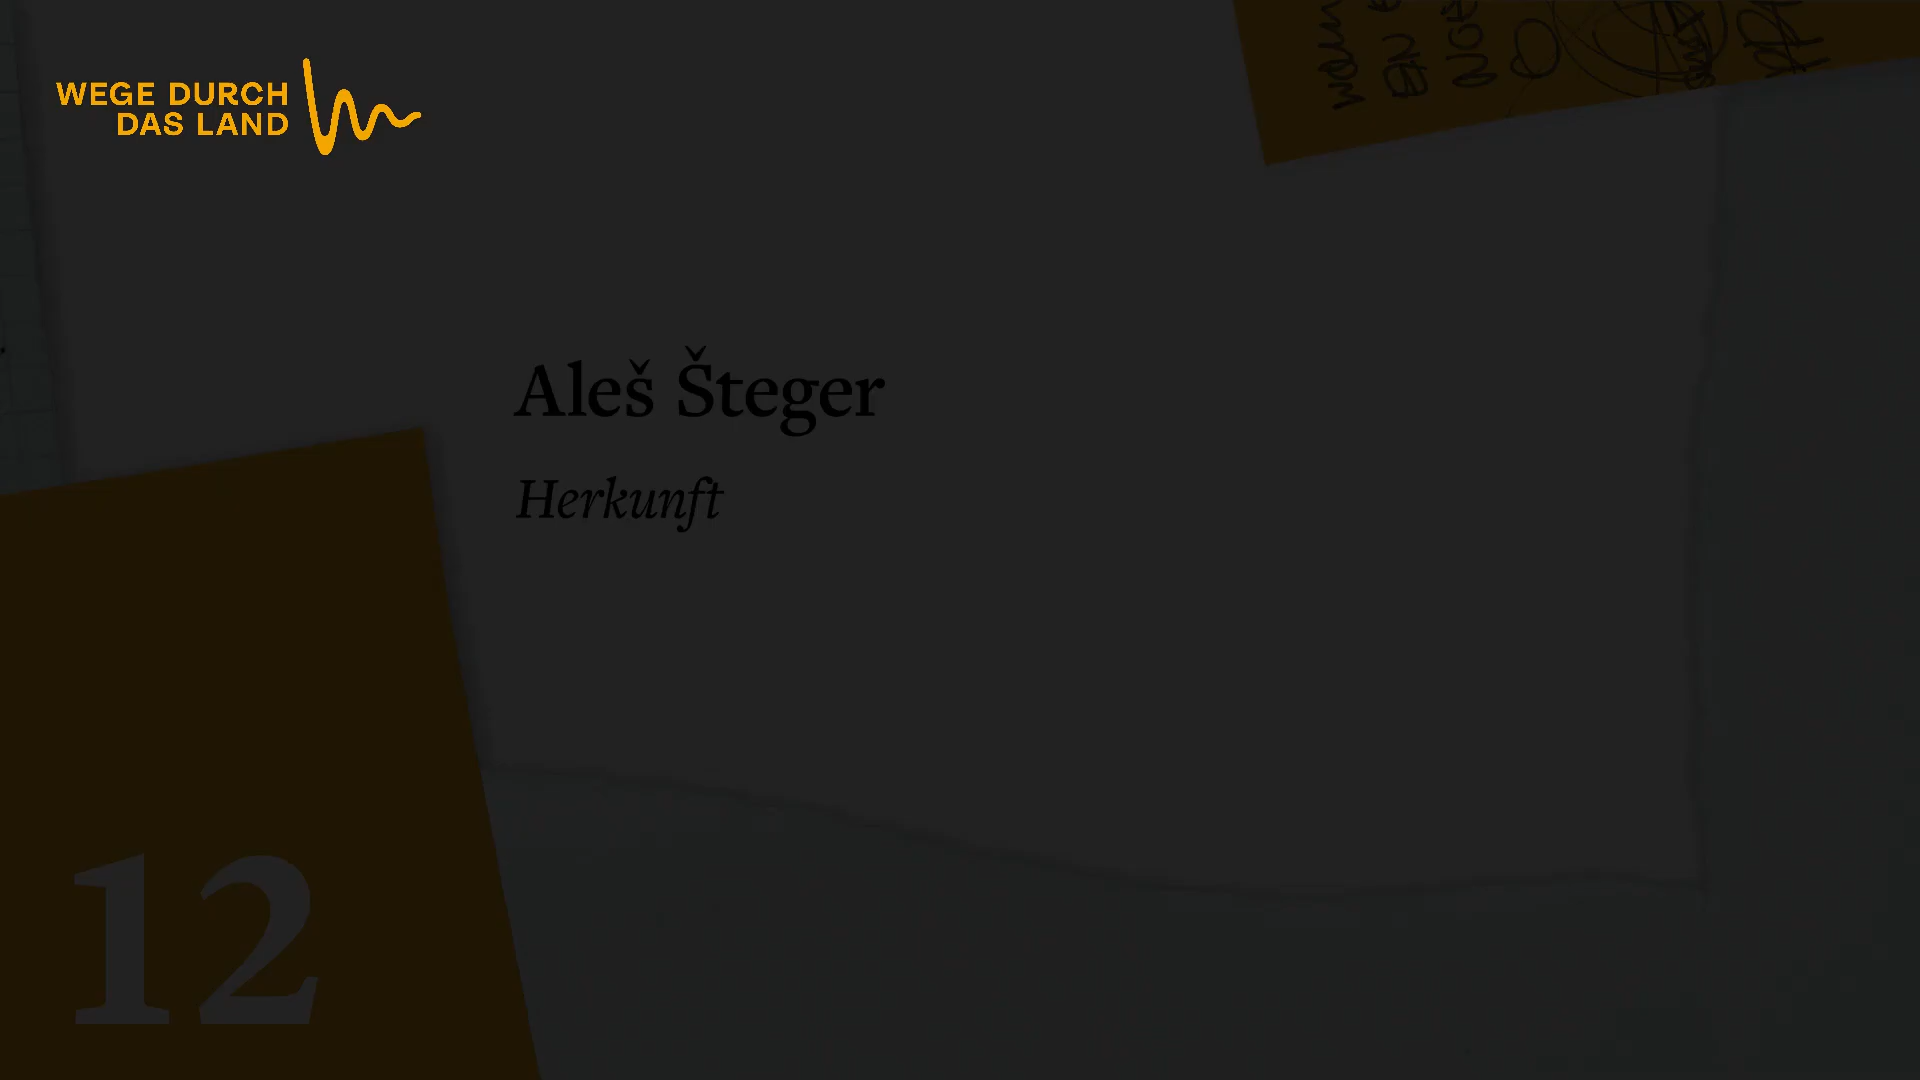 WEGE DURCH
DAS LAND
Aleš Šteger
Herkunft
12